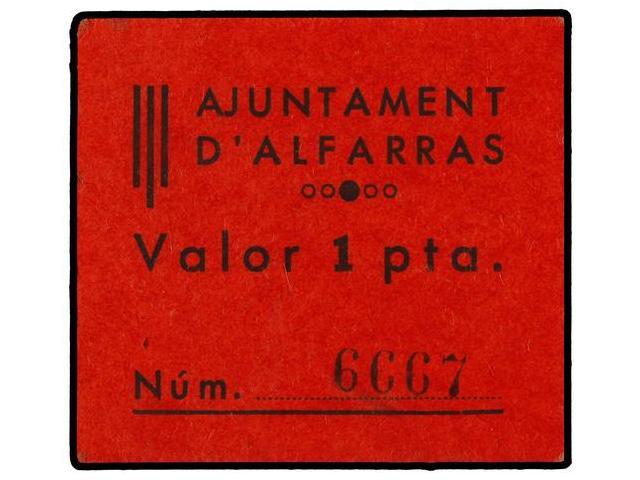 AJUNTAMENT
D'ALFARRAS
Valor 1 pta.
Núm. 6667